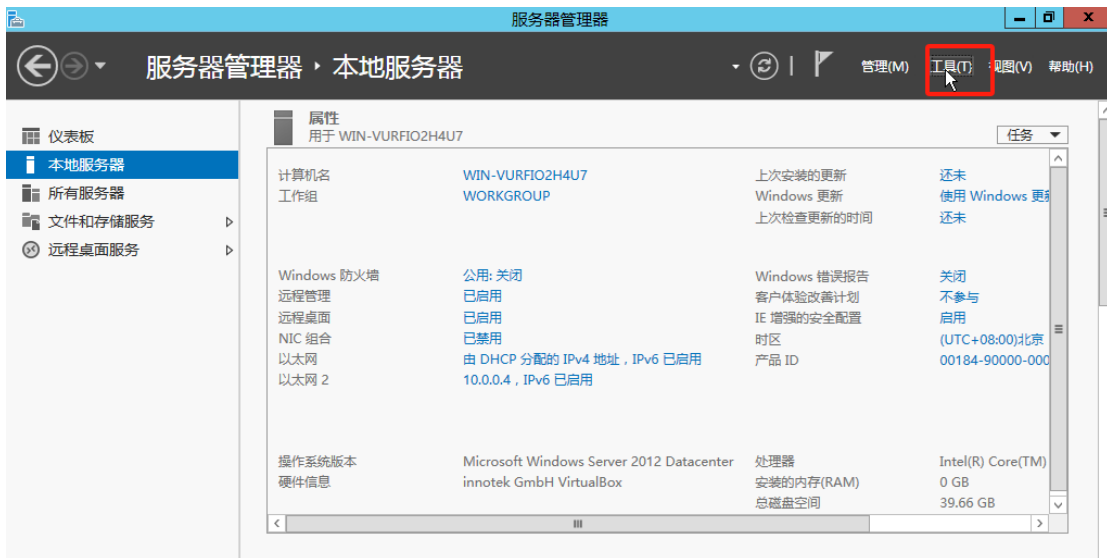 服务器管理器
服务器管理器 · 本地服务器
管理(M) 工具(T) 视图(V) 帮助(H)
仪表板
本地服务器
所有服务器
文件和存储服务
远程桌面服务
属性
用于 WIN-VURFIO2H4U7
任务
计算机名 WIN-VURFIO2H4U7 上次安装的更新 还未
工作组 WORKGROUP Windows 更新 使用 Windows 更新
上次检查更新的时间 还未
Windows 防火墙 公用: 关闭 Windows 错误报告 关闭
远程管理 已启用 客户体验改善计划 不参与
远程桌面 已启用 IE 增强的安全配置 启用
NIC 组合 已禁用 时区 (UTC+08:00)北京
以太网 由 DHCP 分配的 IPv4 地址，IPv6 已启用 产品 ID 00184-90000-000
以太网 2 10.0.0.4，IPv6 已启用
操作系统版本 Microsoft Windows Server 2012 Datacenter 处理器 Intel(R) Core(TM)
硬件信息 innotek GmbH VirtualBox 安装的内存(RAM) 0 GB
总磁盘空间 39.66 GB